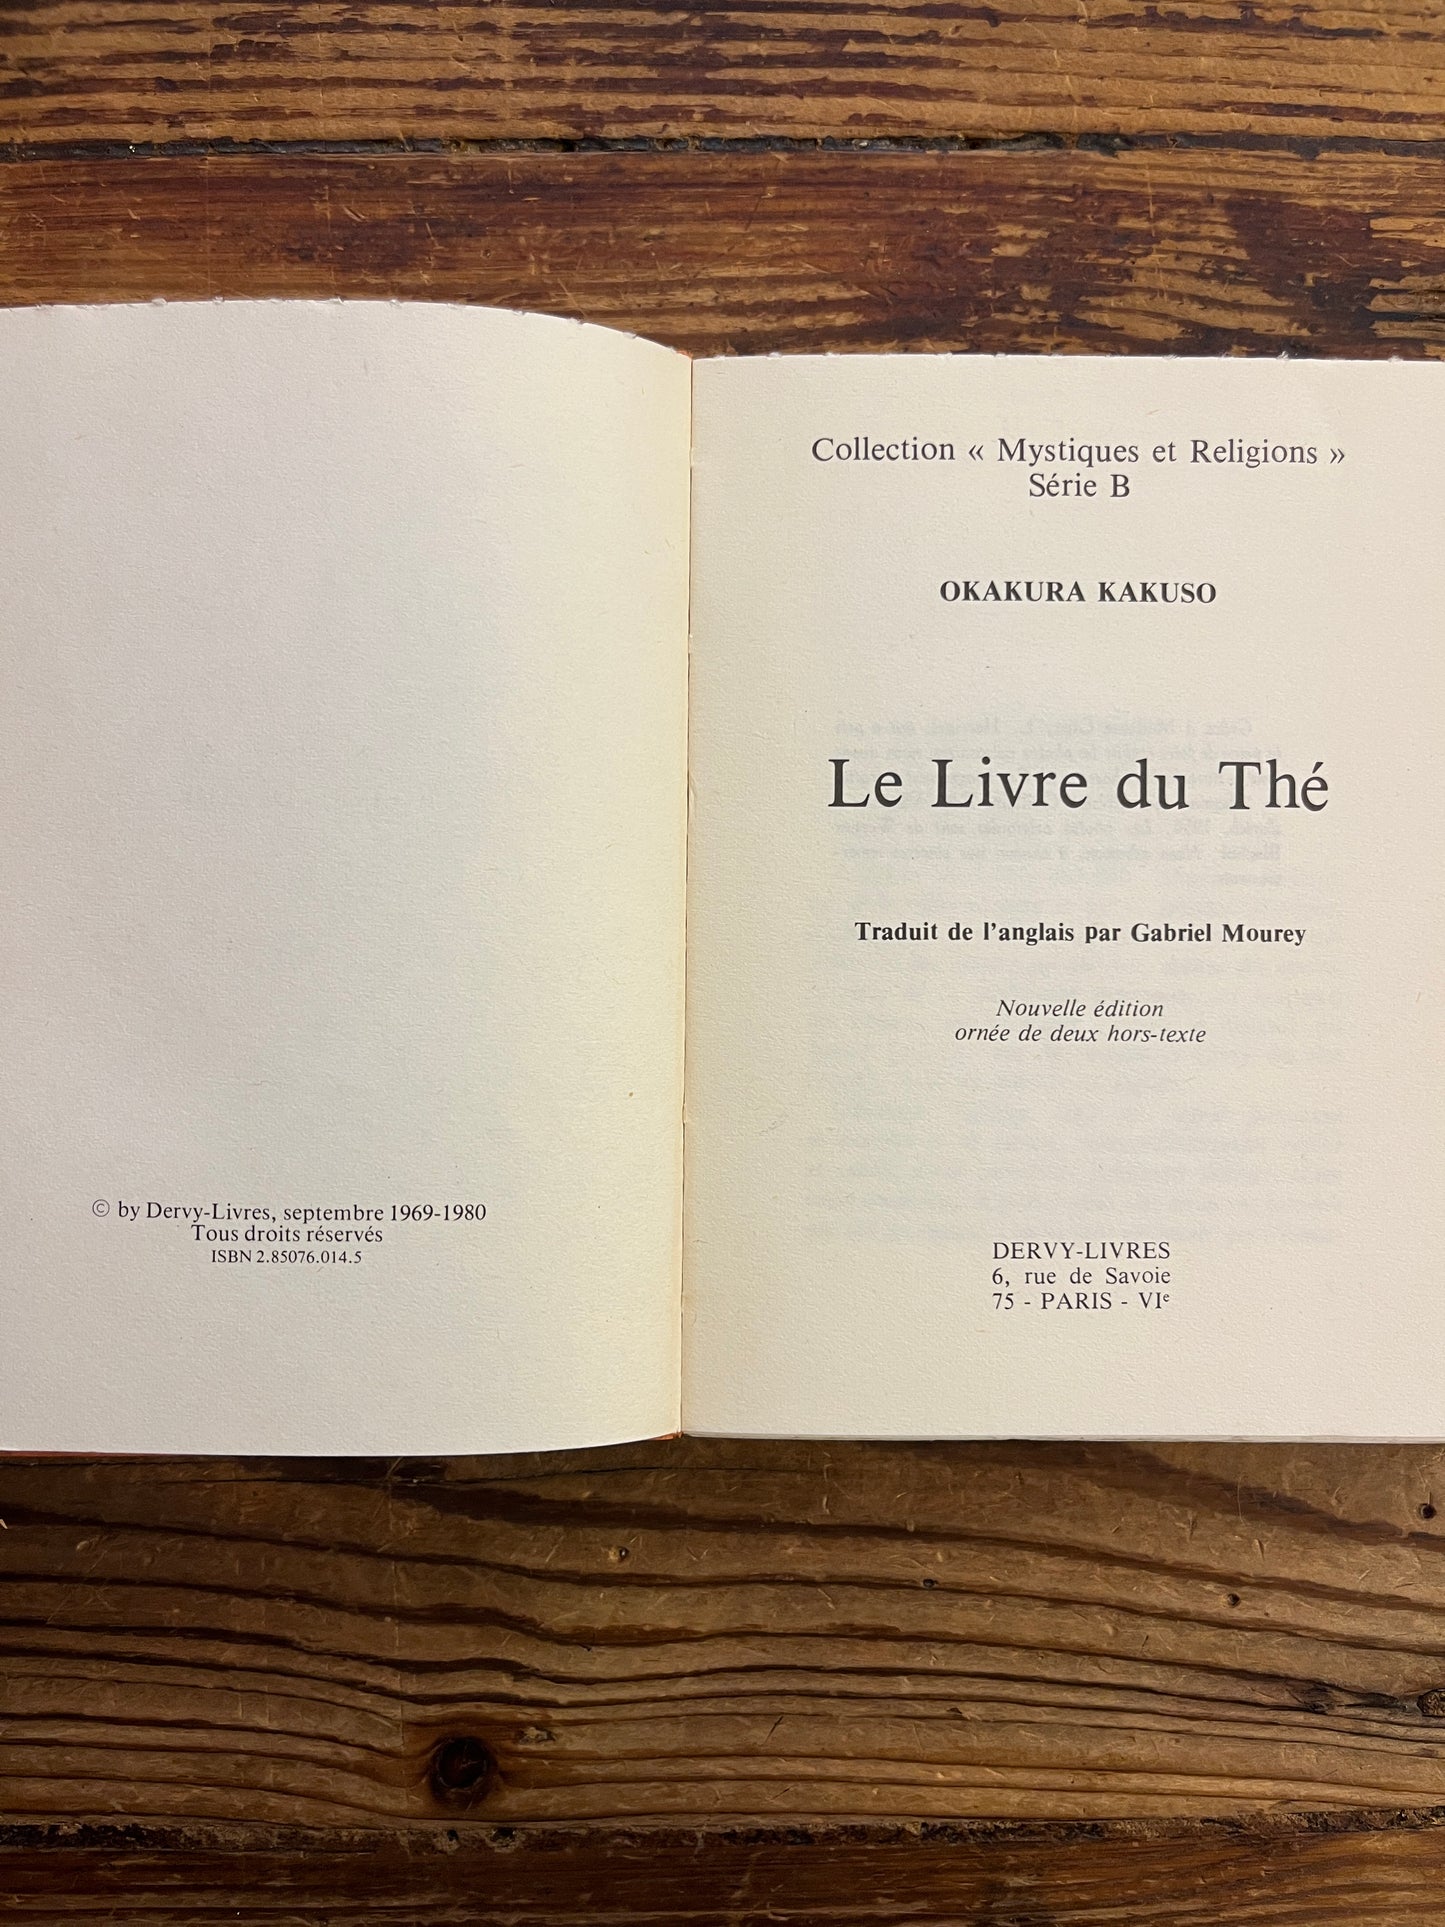 © by Dervy-Livres, septembre 1969-1980
Tous droits réservés
ISBN 2.85076.014.5
Collection « Mystiques et Religions »
Série B
OKAKURA KAKUSO
Le Livre du Thé
Traduit de l'anglais par Gabriel Mourey
Nouvelle édition
ornée de deux hors-texte
DERVY-LIVRES
6, rue de Savoie
75 - PARIS - VIᵉ